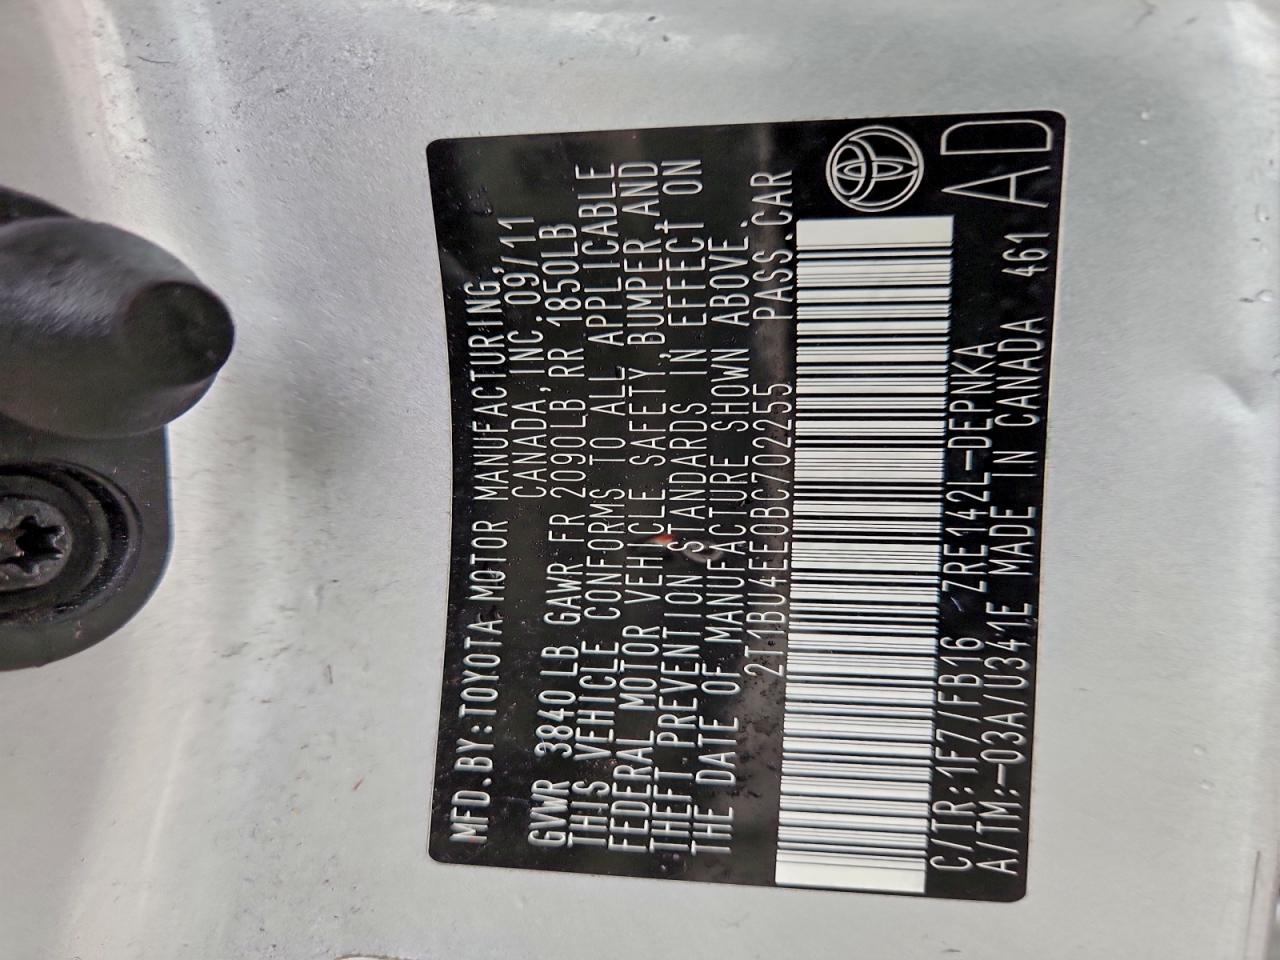 MFD.BY:TOYOTA MOTOR MANUFACTURING,
CANADA, INC. 09/11
GVWR 3840LB GAWR FR 2090LB, RR 1850LB
THIS VEHICLE CONFORMS TO ALL APPLICABLE
FEDERAL MOTOR VEHICLE SAFETY, BUMPER, AND
THEFT PREVENTION STANDARDS IN EFFECT ON
THE DATE OF MANUFACTURE SHOWN ABOVE.
2T1BU4EE0BC702255 PASS.CAR
C/TR:1F7/FB16 ZRE142L-DEPNKA
A/TM:-03A/U341E MADE IN CANADA 461
AD